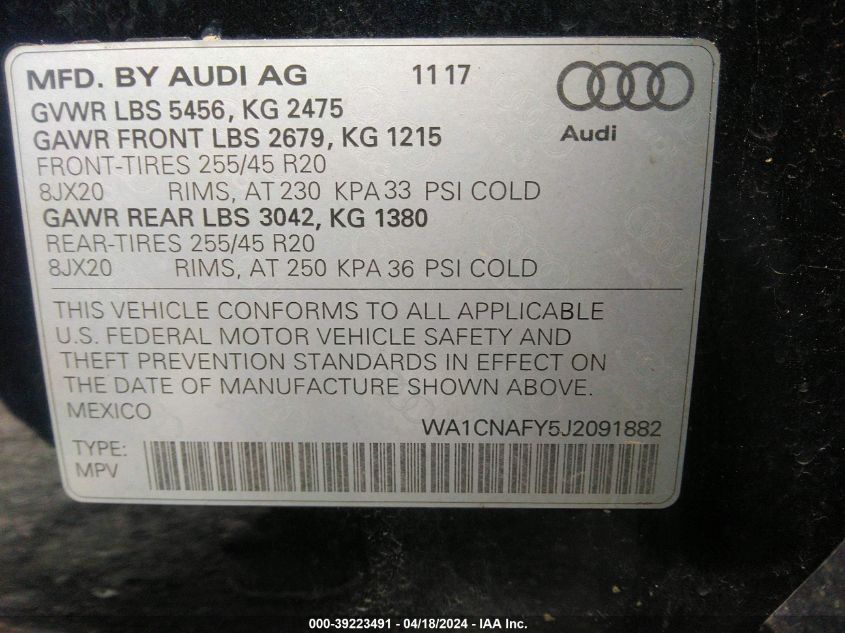 MFD. BY AUDI AG 11 17
GVWR LBS 5456, KG 2475
GAWR FRONT LBS 2679, KG 1215
Audi
FRONT-TIRES 255/45 R20
8JX20 RIMS, AT 230 KPA 33 PSI COLD
GAWR REAR LBS 3042, KG 1380
REAR-TIRES 255/45 R20
8JX20 RIMS, AT 250 KPA 36 PSI COLD
THIS VEHICLE CONFORMS TO ALL APPLICABLE
U.S. FEDERAL MOTOR VEHICLE SAFETY AND
THEFT PREVENTION STANDARDS IN EFFECT ON
THE DATE OF MANUFACTURE SHOWN ABOVE.
MEXICO
WA1CNAFY5J2091882
TYPE:
MPV
000-39223491 - 04/18/2024 - IAA Inc.